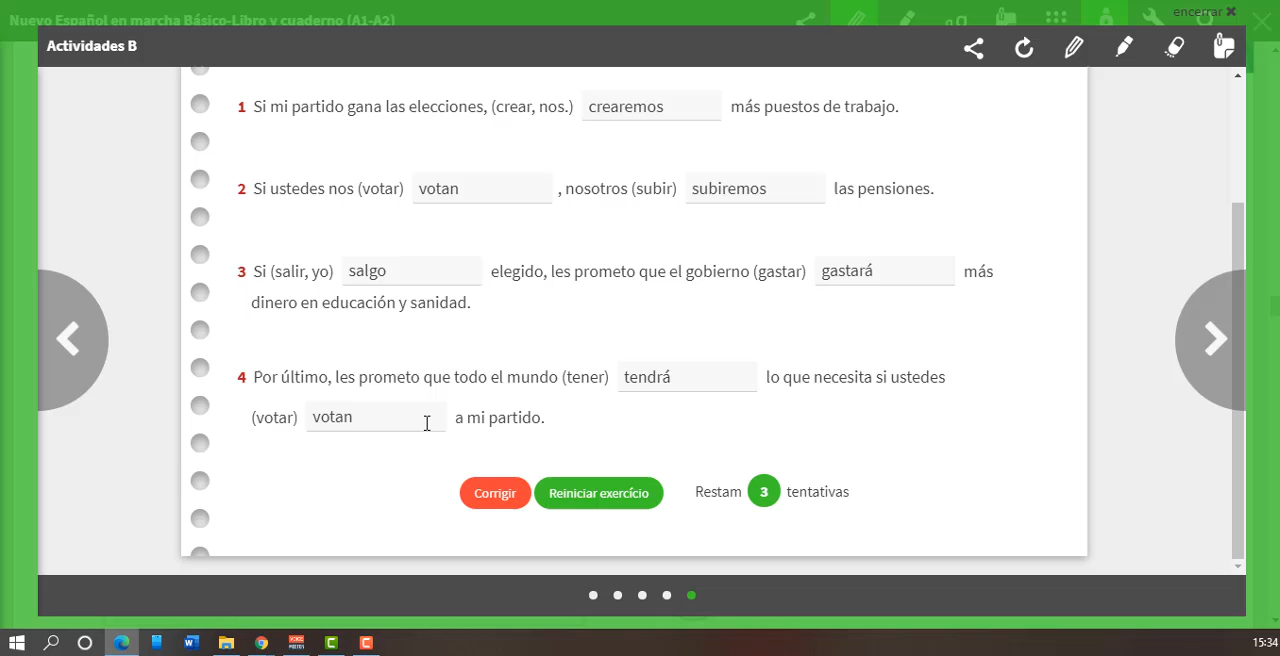 Nuevo Español en marcha Básico-Libro y cuaderno (A1-A2)
encerrar ✖
Actividades B
1 Si mi partido gana las elecciones, (crear, nos.) crearemos más puestos de trabajo.
2 Si ustedes nos (votar) votan , nosotros (subir) subiremos las pensiones.
3 Si (salir, yo) salgo elegido, les prometo que el gobierno (gastar) gastará más
dinero en educación y sanidad.
4 Por último, les prometo que todo el mundo (tener) tendrá lo que necesita si ustedes
(votar) votan a mi partido.
Corrigir Reiniciar exercício Restam 3 tentativas
15:34